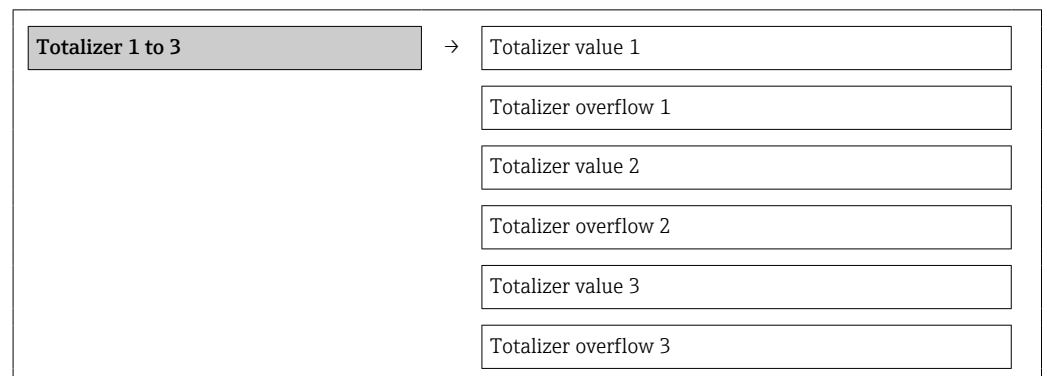 Totalizer 1 to 3 → Totalizer value 1
Totalizer overflow 1
Totalizer value 2
Totalizer overflow 2
Totalizer value 3
Totalizer overflow 3